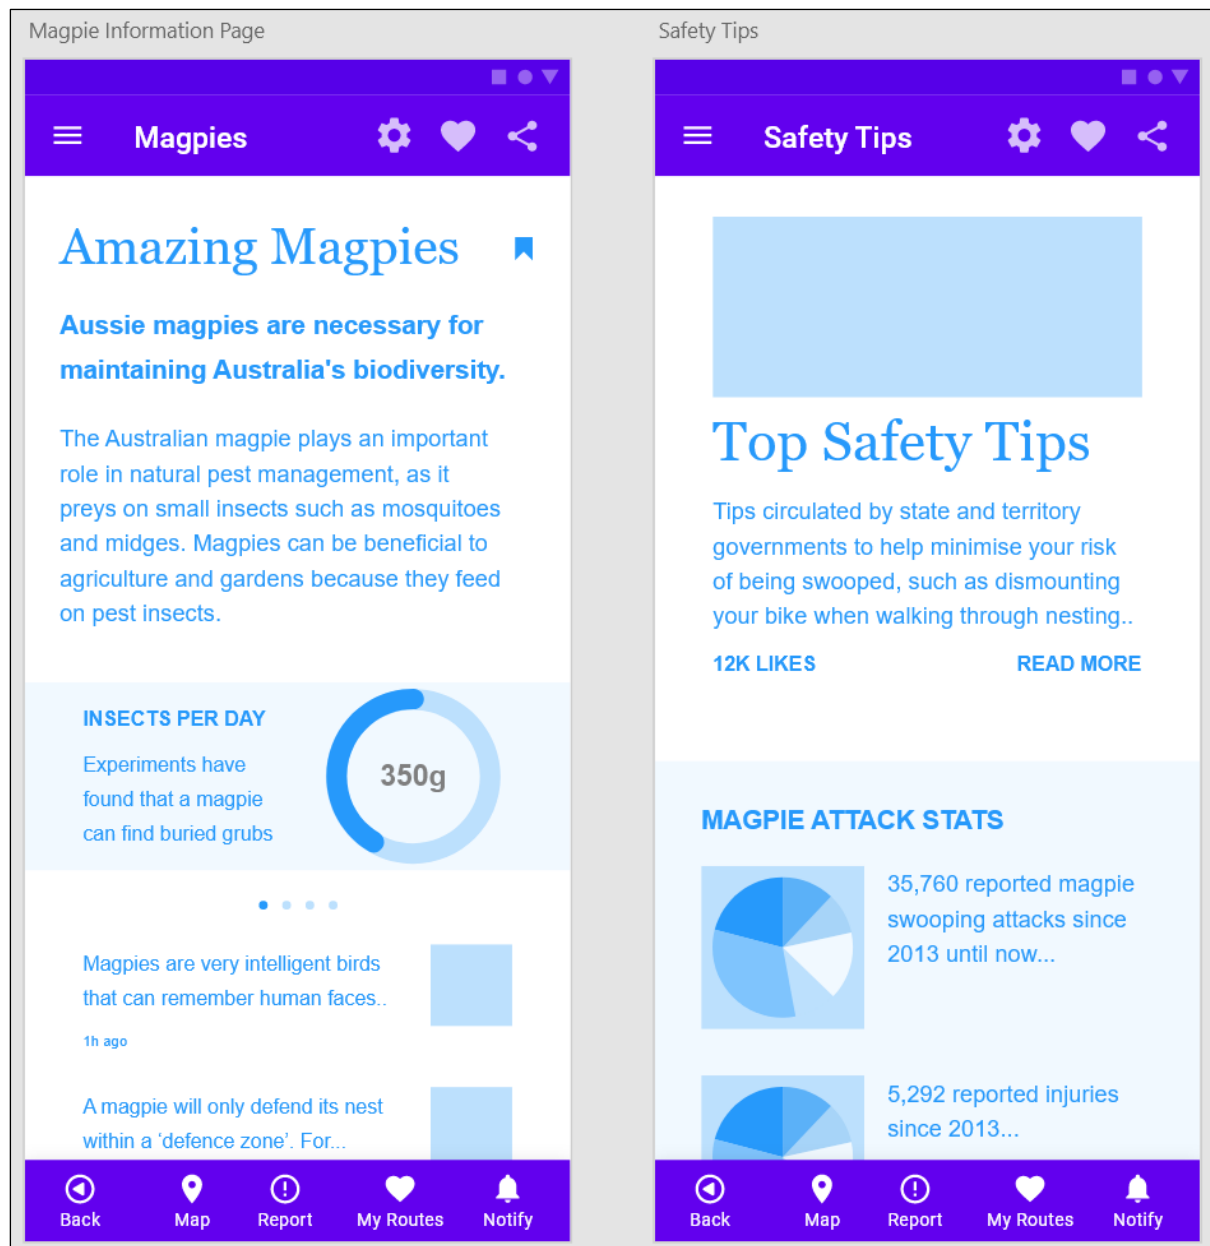 Magpie Information Page
Magpies
Amazing Magpies
Aussie magpies are necessary for
maintaining Australia's biodiversity.
The Australian magpie plays an important
role in natural pest management, as it
preys on small insects such as mosquitoes
and midges. Magpies can be beneficial to
agriculture and gardens because they feed
on pest insects.
INSECTS PER DAY
Experiments have
found that a magpie
can find buried grubs
350g
Magpies are very intelligent birds
that can remember human faces..
1h ago
A magpie will only defend its nest
within a ‘defence zone’. For...
Back Map Report My Routes Notify
Safety Tips
Safety Tips
Top Safety Tips
Tips circulated by state and territory
governments to help minimise your risk
of being swooped, such as dismounting
your bike when walking through nesting..
12K LIKES READ MORE
MAGPIE ATTACK STATS
35,760 reported magpie
swooping attacks since
2013 until now...
5,292 reported injuries
since 2013...
Back Map Report My Routes Notify